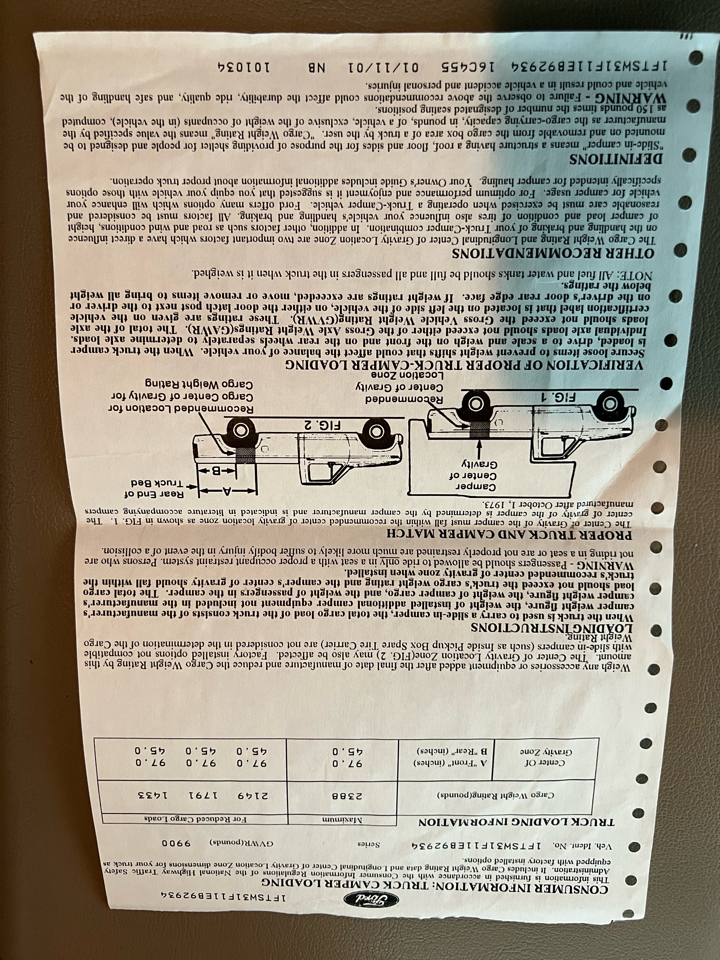 Ford
1FTSW31F11EB92934
CONSUMER INFORMATION: TRUCK CAMPER LOADING
This information is furnished in accordance with the Consumer Information Regulations of the National Highway Traffic Safety
Administration. It includes Cargo Weight Rating data and Longitudinal Center of Gravity Location Zone dimensions for your truck as
equipped with factory installed options.
Veh. Ident. No. 1FTSW31F11EB92934 Series GVWR(pounds) 9900
TRUCK LOADING INFORMATION Maximum For Reduced Cargo Loads
Cargo Weight Rating(pounds) 2388 2149 1791 1433
Center Of A "Front" (inches) 97.0 97.0 97.0 97.0
Gravity Zone B "Rear" (inches) 45.0 45.0 45.0 45.0
Weigh any accessories or equipment added after the final date of manufacture and reduce the Cargo Weight Rating by this
amount. The Center of Gravity Location Zone(FIG. 2) may also be affected. Factory installed options not compatible
with slide-in campers (such as Inside Pickup Box Spare Tire Carrier) are not considered in the determination of the Cargo
Weight Rating.
LOADING INSTRUCTIONS
When the truck is used to carry a slide-in camper, the total cargo load of the truck consists of the manufacturer's
camper weight figure, the weight of installed additional camper equipment not included in the manufacturer's
camper weight figure, the weight of camper cargo, and the weight of passengers in the camper. The total cargo
load should not exceed the truck's cargo weight rating and the camper's center of gravity should fall within the
truck's recommended center of gravity zone when installed.
WARNING - Passengers should be allowed to ride only in a seat with a proper occupant restraint system. Persons who are
not riding in a seat or are not properly restrained are much more likely to suffer bodily injury in the event of a collision.
PROPER TRUCK AND CAMPER MATCH
The Center of Gravity of the camper must fall within the recommended center of gravity location zone as shown in FIG. 1. The
center of gravity of the camper is determined by the camper manufacturer and is indicated in literature accompanying campers
manufactured after October 1, 1973.
Camper
Center of
Gravity
FIG. 1
Recommended
Center of Gravity
Location Zone
Rear End of
Truck Bed
A
B
FIG. 2
Recommended Location for
Center of Gravity for
Cargo Weight Rating
VERIFICATION OF PROPER TRUCK-CAMPER LOADING
Secure loose items to prevent weight shifts that could affect the balance of your vehicle. When the truck camper
is loaded, drive to a scale and weigh on the front and on the rear wheels separately to determine axle loads.
Individual axle loads should not exceed either of the Gross Axle Weight Ratings(GAWR). The total of the axle
loads should not exceed the Gross Vehicle Weight Rating(GVWR). These ratings are given on the vehicle
certification label that is located on the left side of the vehicle, on either the door latch post next to the driver or
on the driver's door rear edge face. If weight ratings are exceeded, move or remove items to bring all weight
below the ratings.
NOTE: All fuel and water tanks should be full and all passengers in the truck when it is weighed.
OTHER RECOMMENDATIONS
The Cargo Weight Rating and Longitudinal Center of Gravity Location Zone are two important factors which have a direct influence
on the handling and braking of your Truck-Camper combination. In addition, other factors such as road and wind conditions, height
of camper load and condition of tires also influence your vehicle's handling and braking. All factors must be considered and
reasonable care must be exercised when operating a Truck-Camper vehicle. Ford offers many options which will enhance your
vehicle for camper usage. For optimum performance and enjoyment it is suggested that you equip your vehicle with those options
specifically intended for camper hauling. Your Owner's Guide includes additional information about proper truck operation.
DEFINITIONS
"Slide-in camper" means a structure having a roof, floor and sides for the purpose of providing shelter for people and designed to be
mounted on and removable from the cargo box area of a truck by the user. "Cargo Weight Rating" means the value specified by the
manufacturer as the cargo-carrying capacity, in pounds, of a vehicle, exclusive of the weight of occupants (in the vehicle), computed
as 150 pounds times the number of designated seating positions.
WARNING - Failure to observe the above recommendations could affect the durability, ride quality, and safe handling of the
vehicle and could result in a vehicle accident and personal injuries.
1FTSW31F11EB92934 16C455 01/11/01 NB 101034